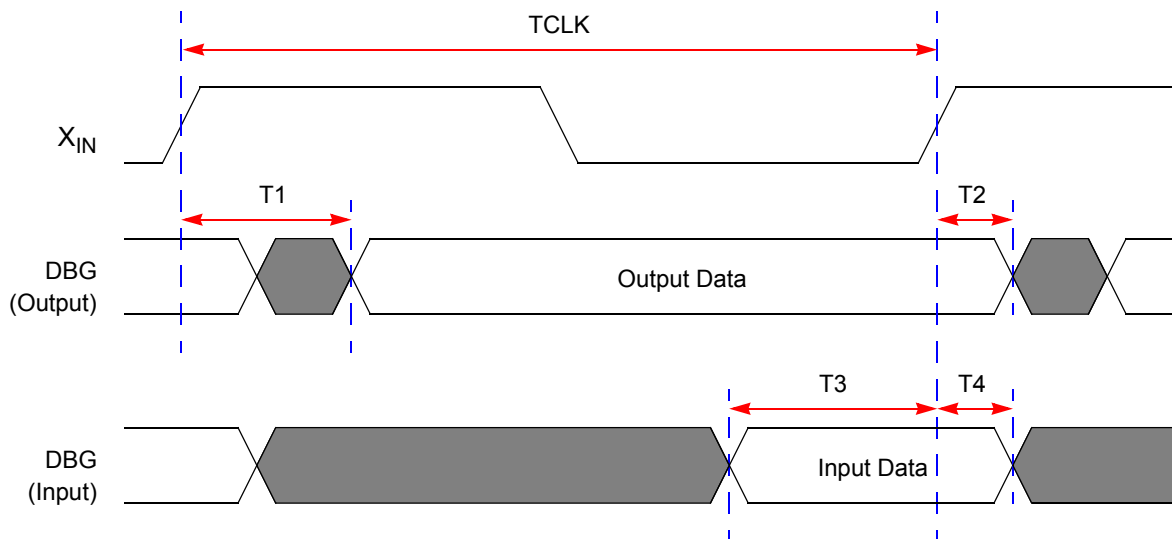 TCLK
XIN
T1
T2
DBG
(Output)
Output Data
T3
T4
DBG
(Input)
Input Data